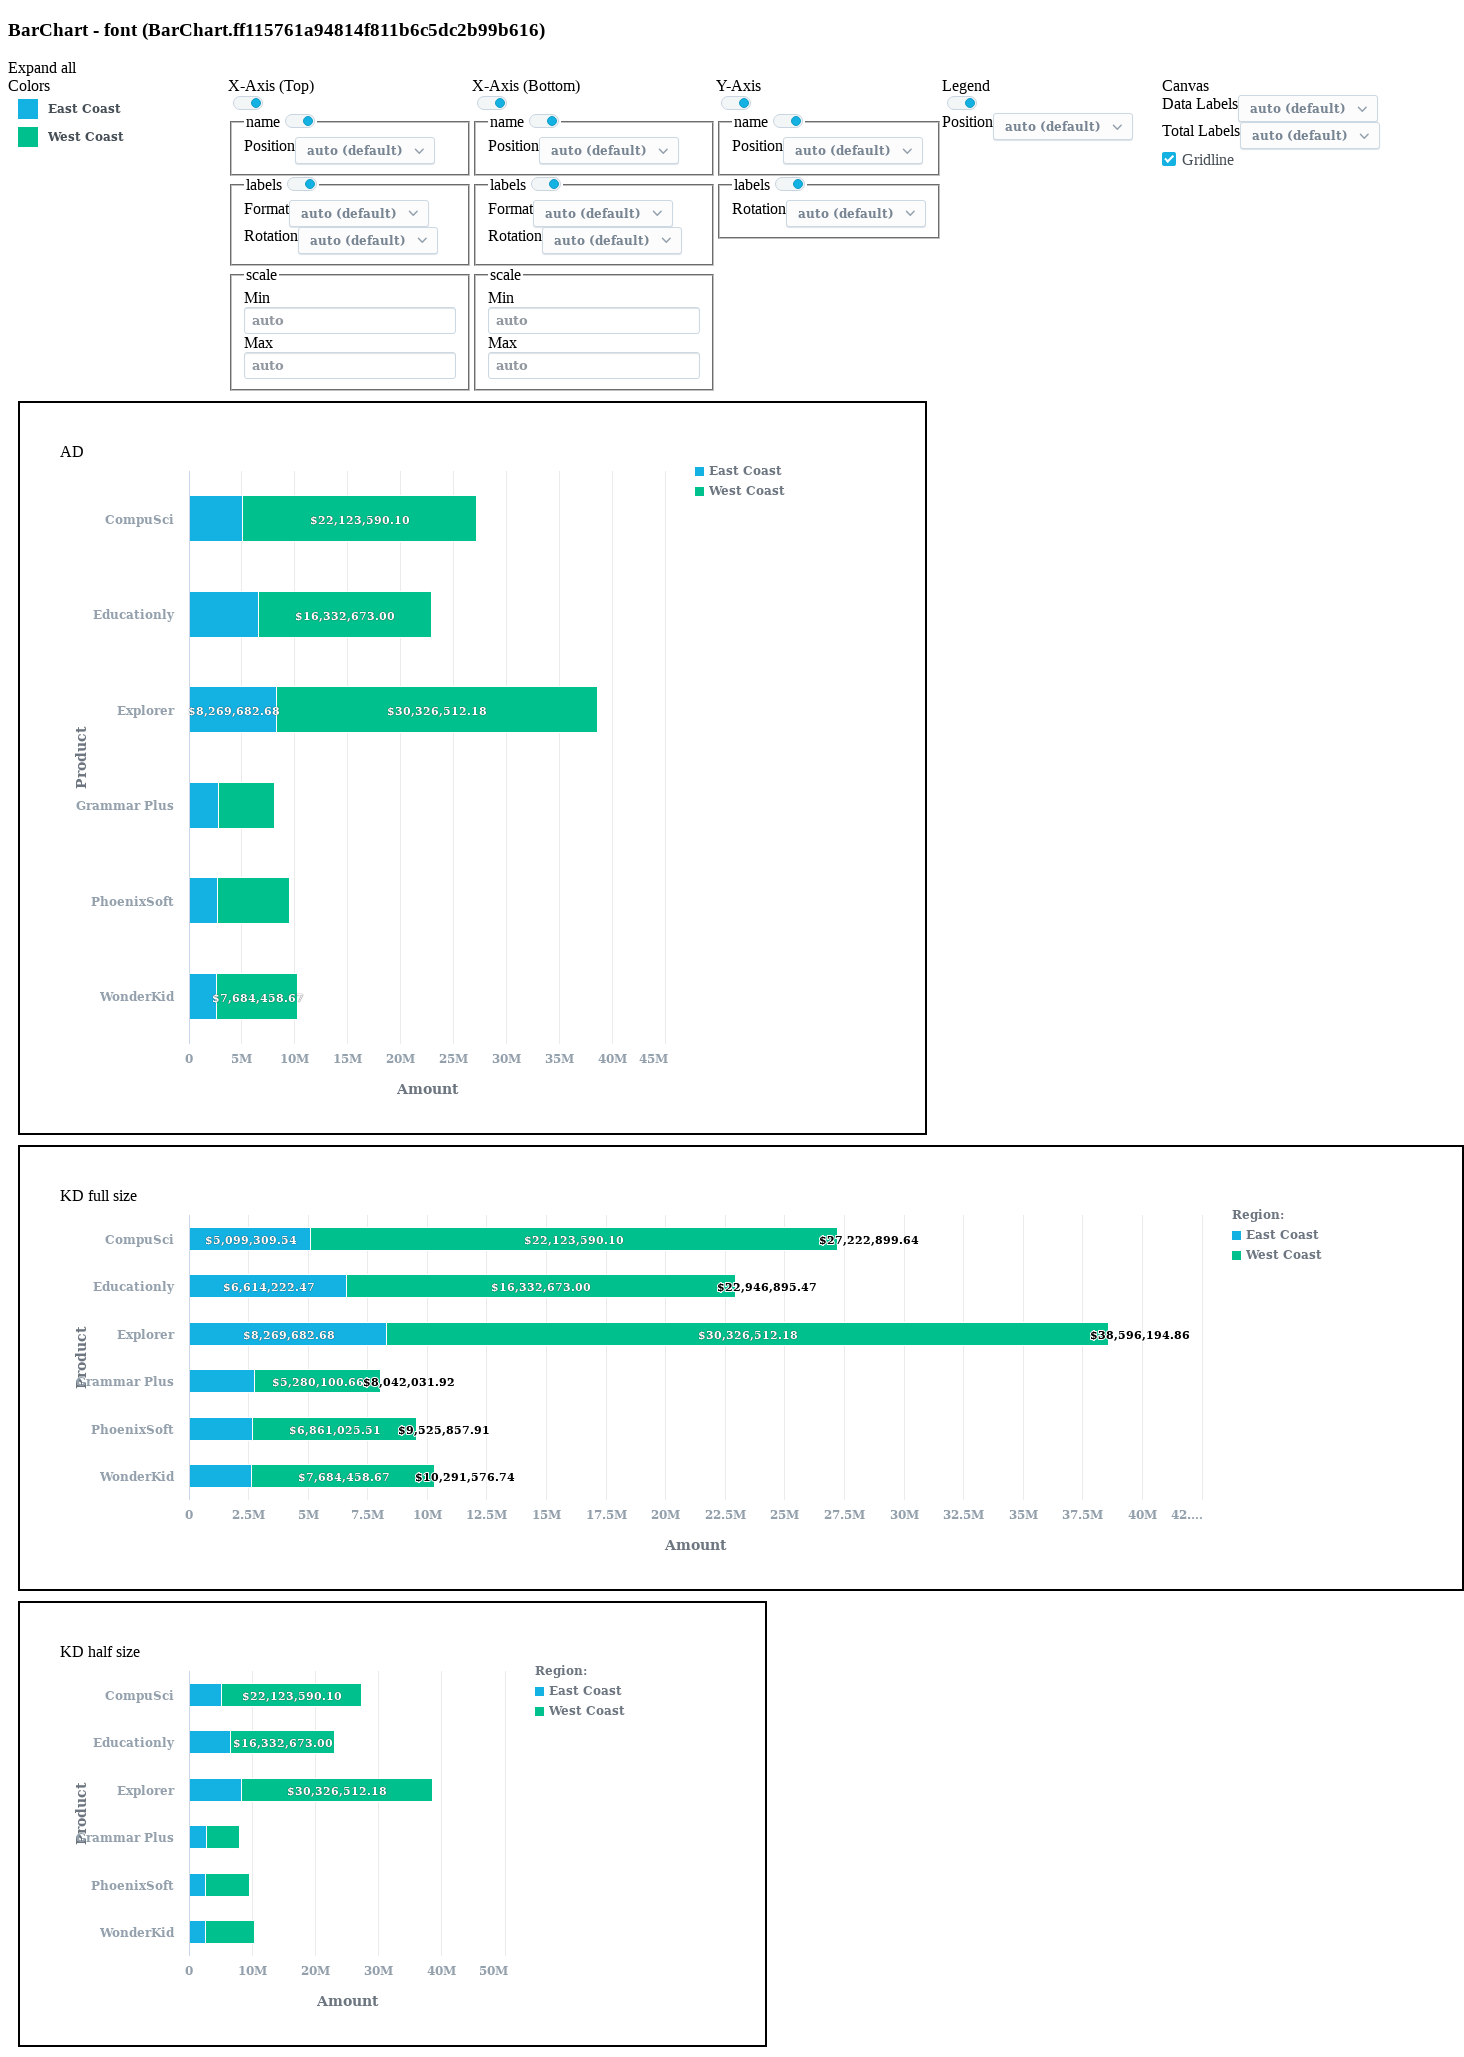 BarChart - font (BarChart.ff115761a94814f811b6c5dc2b99b616)
Expand all
Colors
East Coast
West Coast
X-Axis (Top)
name
Position auto (default)
labels
Format auto (default)
Rotation auto (default)
scale
Min
auto
Max
auto
X-Axis (Bottom)
name
Position auto (default)
labels
Format auto (default)
Rotation auto (default)
scale
Min
auto
Max
auto
Y-Axis
name
Position auto (default)
labels
Rotation auto (default)
Legend
Position auto (default)
Canvas
Data Labels auto (default)
Total Labels auto (default)
Gridline
AD
East Coast
West Coast
CompuSci $22,123,590.10
Educationly $16,332,673.00
Explorer $8,269,682.68 $30,326,512.18
Product
Grammar Plus
PhoenixSoft
WonderKid $7,684,458.67
0 5M 10M 15M 20M 25M 30M 35M 40M 45M
Amount
KD full size
Region:
East Coast
West Coast
CompuSci $5,099,309.54 $22,123,590.10 $27,222,899.64
Educationly $6,614,222.47 $16,332,673.00 $22,946,895.47
Explorer $8,269,682.68 $30,326,512.18 $38,596,194.86
Product
Grammar Plus $5,280,100.66 $8,042,031.92
PhoenixSoft $6,861,025.51 $9,525,857.91
WonderKid $7,684,458.67 $10,291,576.74
0 2.5M 5M 7.5M 10M 12.5M 15M 17.5M 20M 22.5M 25M 27.5M 30M 32.5M 35M 37.5M 40M 42....
Amount
KD half size
Region:
East Coast
West Coast
CompuSci $22,123,590.10
Educationly $16,332,673.00
Explorer $30,326,512.18
Product
Grammar Plus
PhoenixSoft
WonderKid
0 10M 20M 30M 40M 50M
Amount